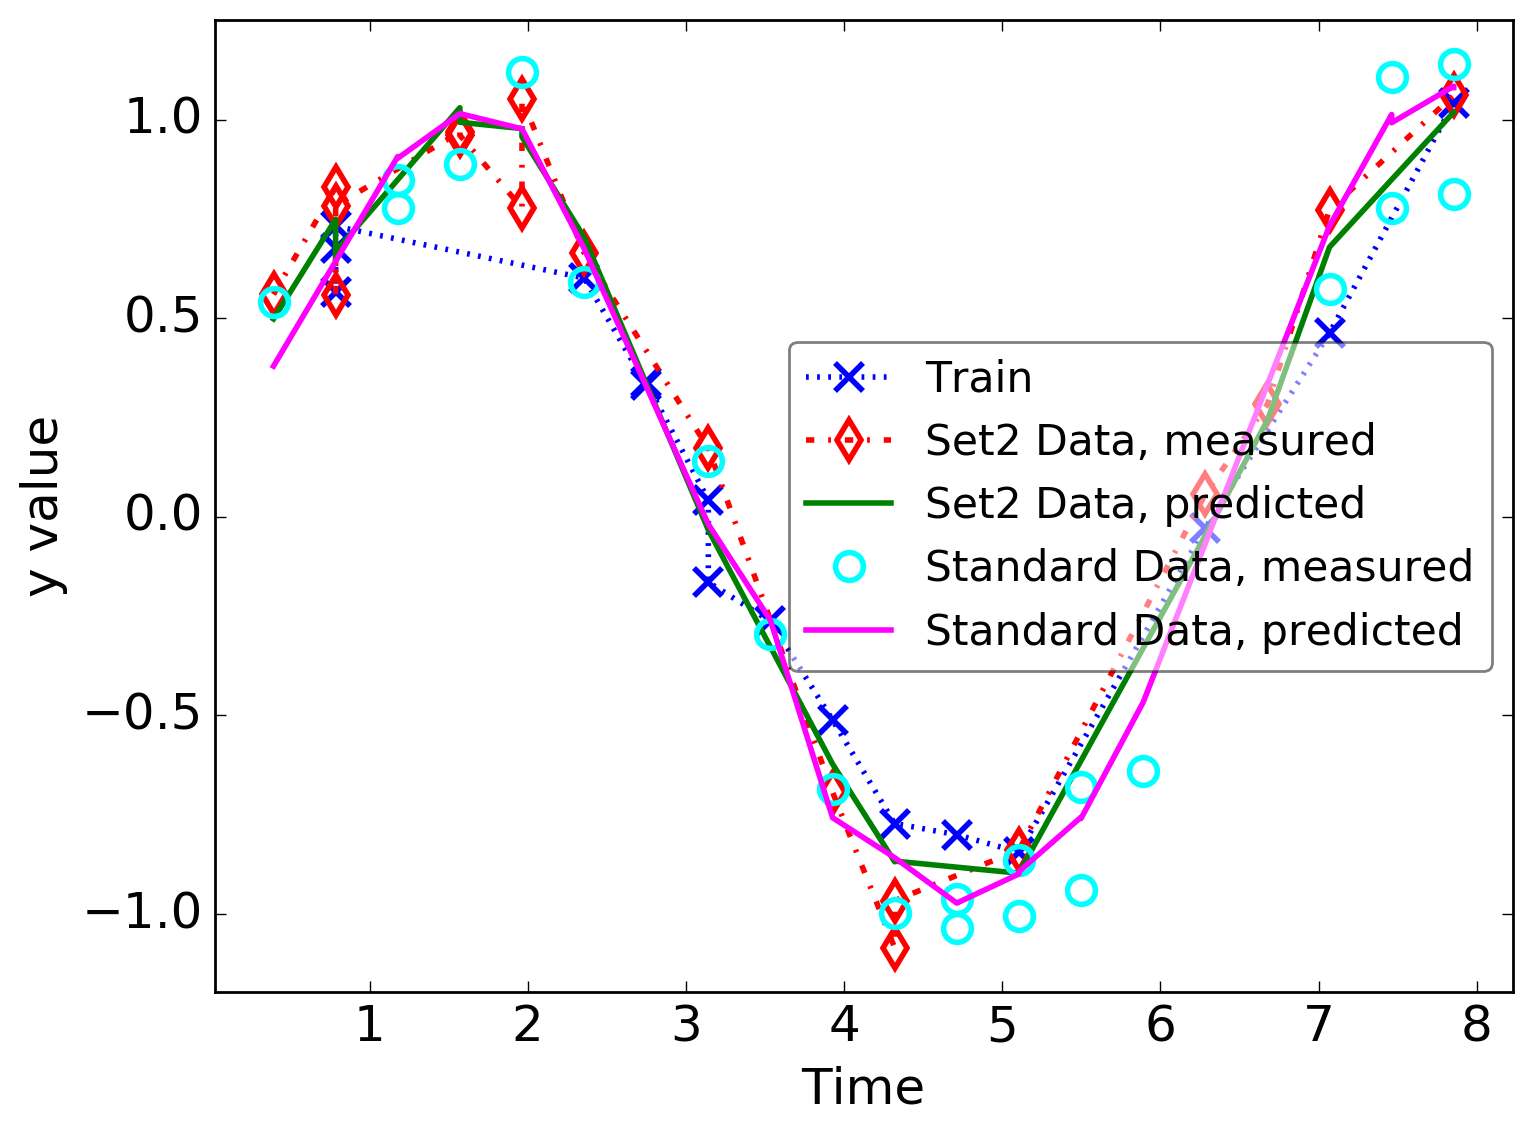 1.0
0.5
0.0
−0.5
−1.0
y value
Train
Set2 Data, measured
Set2 Data, predicted
Standard Data, measured
Standard Data, predicted
1 2 3 4 5 6 7 8
Time